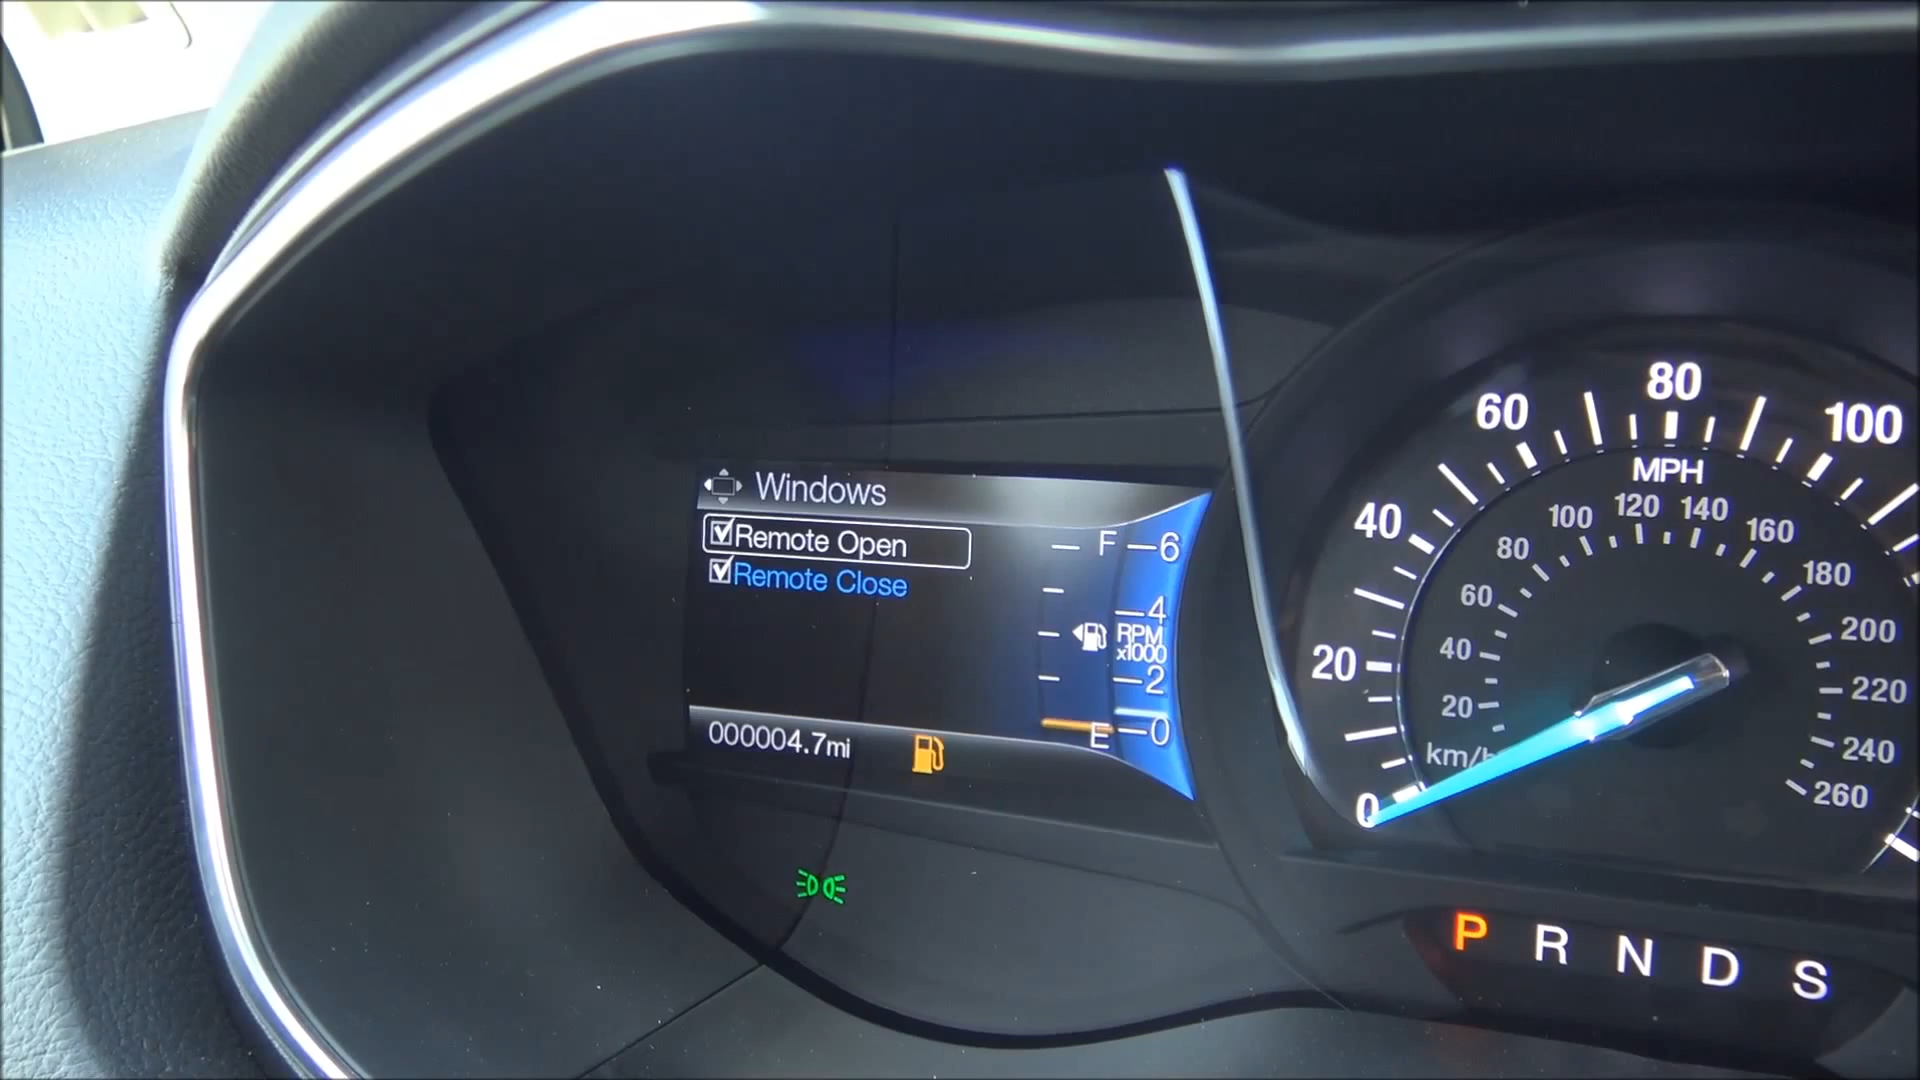 Windows
Remote Open
Remote Close
F
6
4
RPM
x1000
2
E
0
000004.7mi
0
20
40
60
80
100
MPH
km/h
20
40
60
80
100
120
140
160
180
200
220
240
260
P R N D S